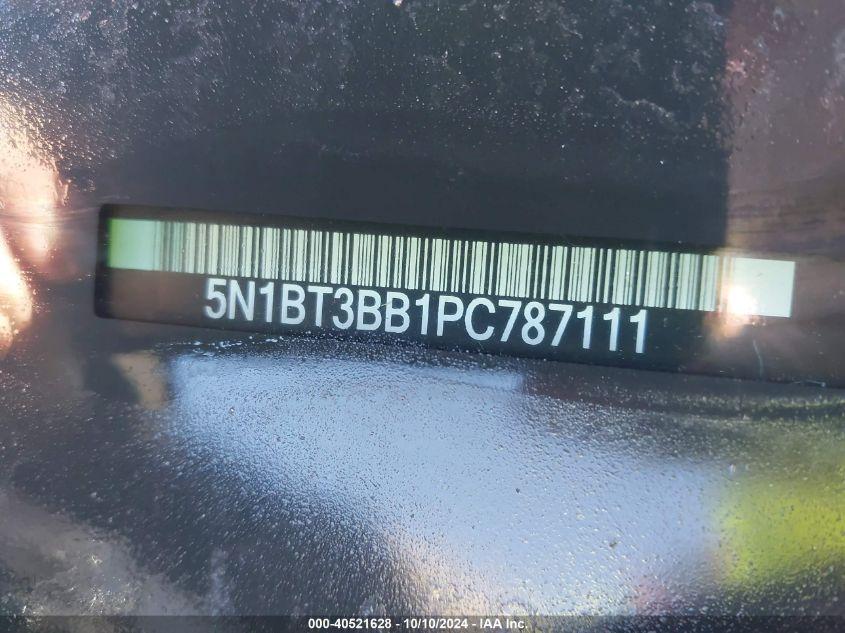 5N1BT3BB1PC787111
000-40521628 - 10/10/2024 - IAA Inc.